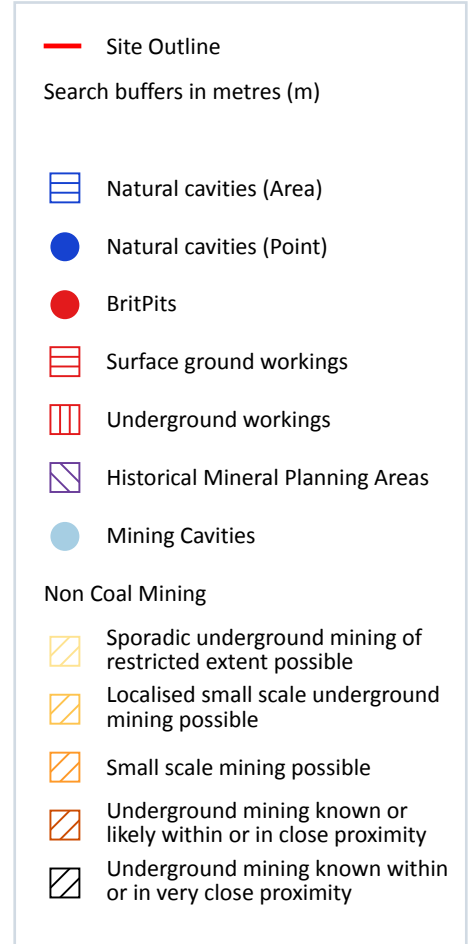 Site Outline
Search buffers in metres (m)
Natural cavities (Area)
Natural cavities (Point)
BritPits
Surface ground workings
Underground workings
Historical Mineral Planning Areas
Mining Cavities
Non Coal Mining
Sporadic underground mining of
restricted extent possible
Localised small scale underground
mining possible
Small scale mining possible
Underground mining known or
likely within or in close proximity
Underground mining known within
or in very close proximity